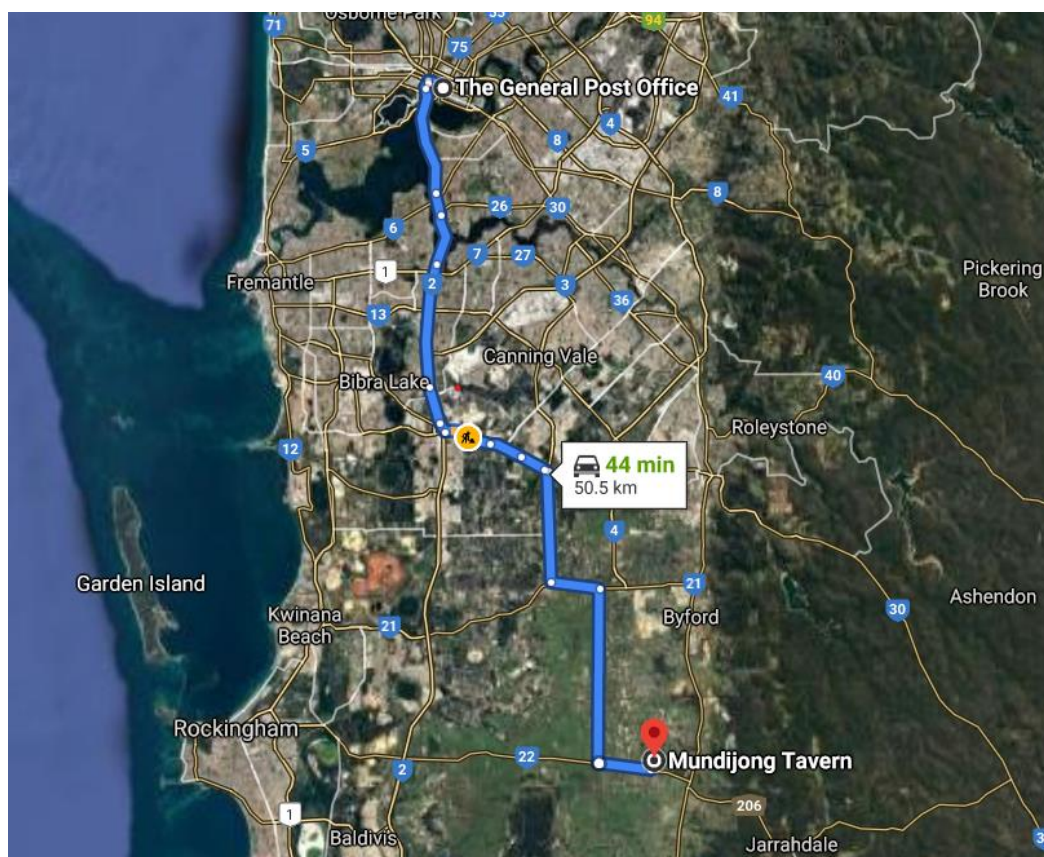 Osborne Park
71
75
94
The General Post Office
41
4
5
8
8
26
30
6
7
27
1
2
Fremantle
3
36
13
Pickering
Brook
Canning Vale
Bibra Lake
40
Roleystone
12
44 min
50.5 km
4
Garden Island
21
Ashendon
30
Kwinana
Beach
21
Byford
Rockingham
22
Mundijong Tavern
2
206
1
Baldivis
Jarrahdale